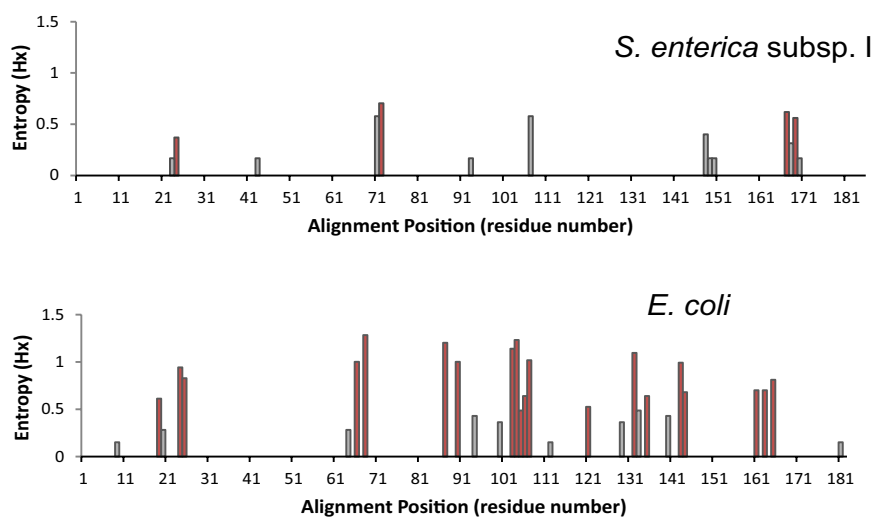 S. enterica subsp. I
Entropy (Hx)
1.5
1
0.5
0
1 11 21 31 41 51 61 71 81 91 101 111 121 131 141 151 161 171 181
Alignment Position (residue number)
E. coli
Entropy (Hx)
1.5
1
0.5
0
1 11 21 31 41 51 61 71 81 91 101 111 121 131 141 151 161 171 181
Alignment Position (residue number)